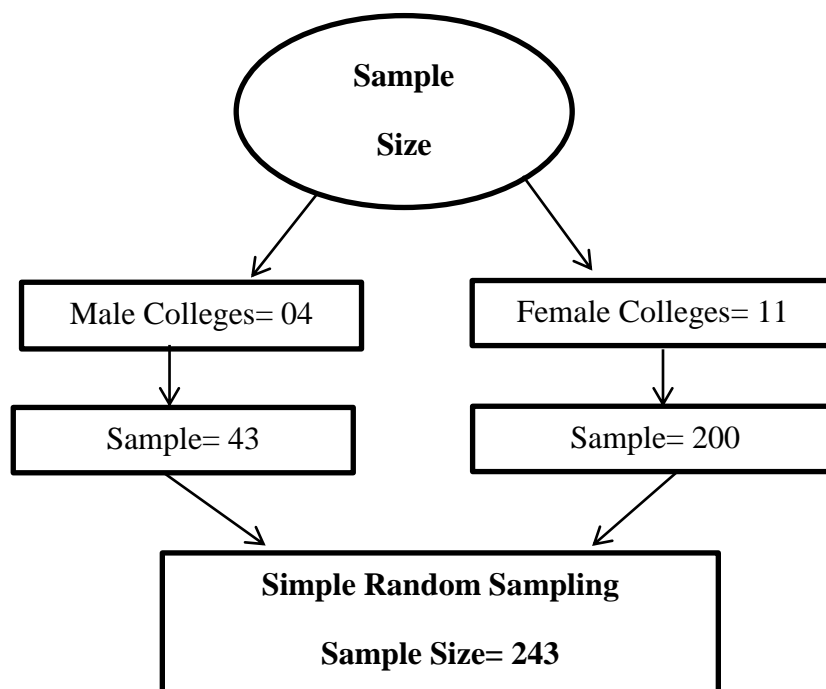 Sample
Size
Male Colleges= 04
Female Colleges= 11
Sample= 43
Sample= 200
Simple Random Sampling
Sample Size= 243